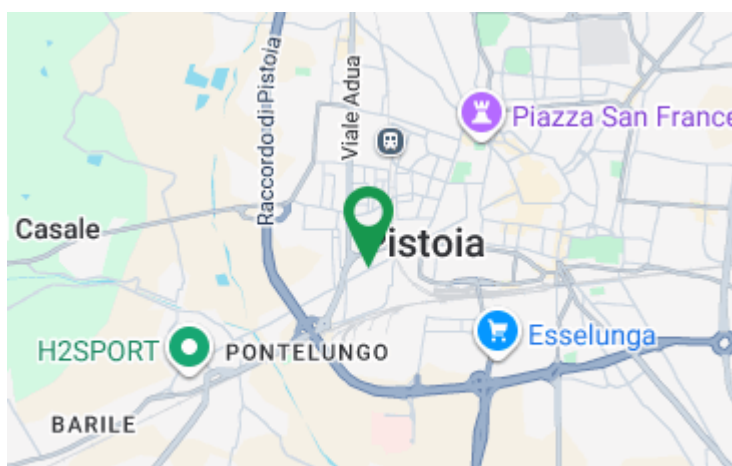 Viale Adua
Raccordo di Pistoia
Piazza San France
Casale
Pistoia
Esselunga
H2SPORT
PONTELUNGO
BARILE